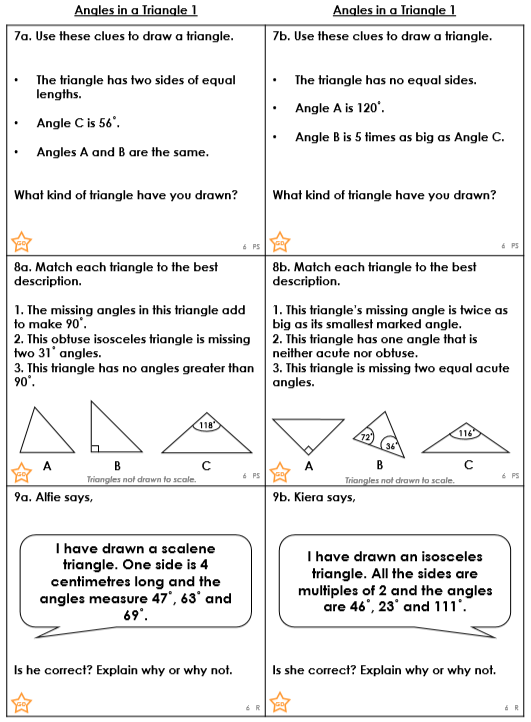 Angles in a Triangle 1
Angles in a Triangle 1
7a. Use these clues to draw a triangle.
• The triangle has two sides of equal
lengths.
• Angle C is 56˚.
• Angles A and B are the same.
What kind of triangle have you drawn?
GD
6 PS
7b. Use these clues to draw a triangle.
• The triangle has no equal sides.
• Angle A is 120˚.
• Angle B is 5 times as big as Angle C.
What kind of triangle have you drawn?
6 PS
8a. Match each triangle to the best
description.
1. The missing angles in this triangle add
to make 90˚.
2. This obtuse isosceles triangle is missing
two 31˚ angles.
3. This triangle has no angles greater than
90˚.
118˚
A
B
C
GD
Triangles not drawn to scale.
6 PS
8b. Match each triangle to the best
description.
1. This triangle's missing angle is twice as
big as its smallest marked angle.
2. This triangle has one angle that is
neither acute nor obtuse.
3. This triangle is missing two equal acute
angles.
72˚
36˚
116˚
A
B
C
GD
Triangles not drawn to scale.
6 PS
9a. Alfie says,
I have drawn a scalene
triangle. One side is 4
centimetres long and the
angles measure 47˚, 63˚ and
69˚.
Is he correct? Explain why or why not.
GD
6 R
9b. Kiera says,
I have drawn an isosceles
triangle. All the sides are
multiples of 2 and the angles
are 46˚, 23˚ and 111˚.
Is she correct? Explain why or why not.
GD
6 R